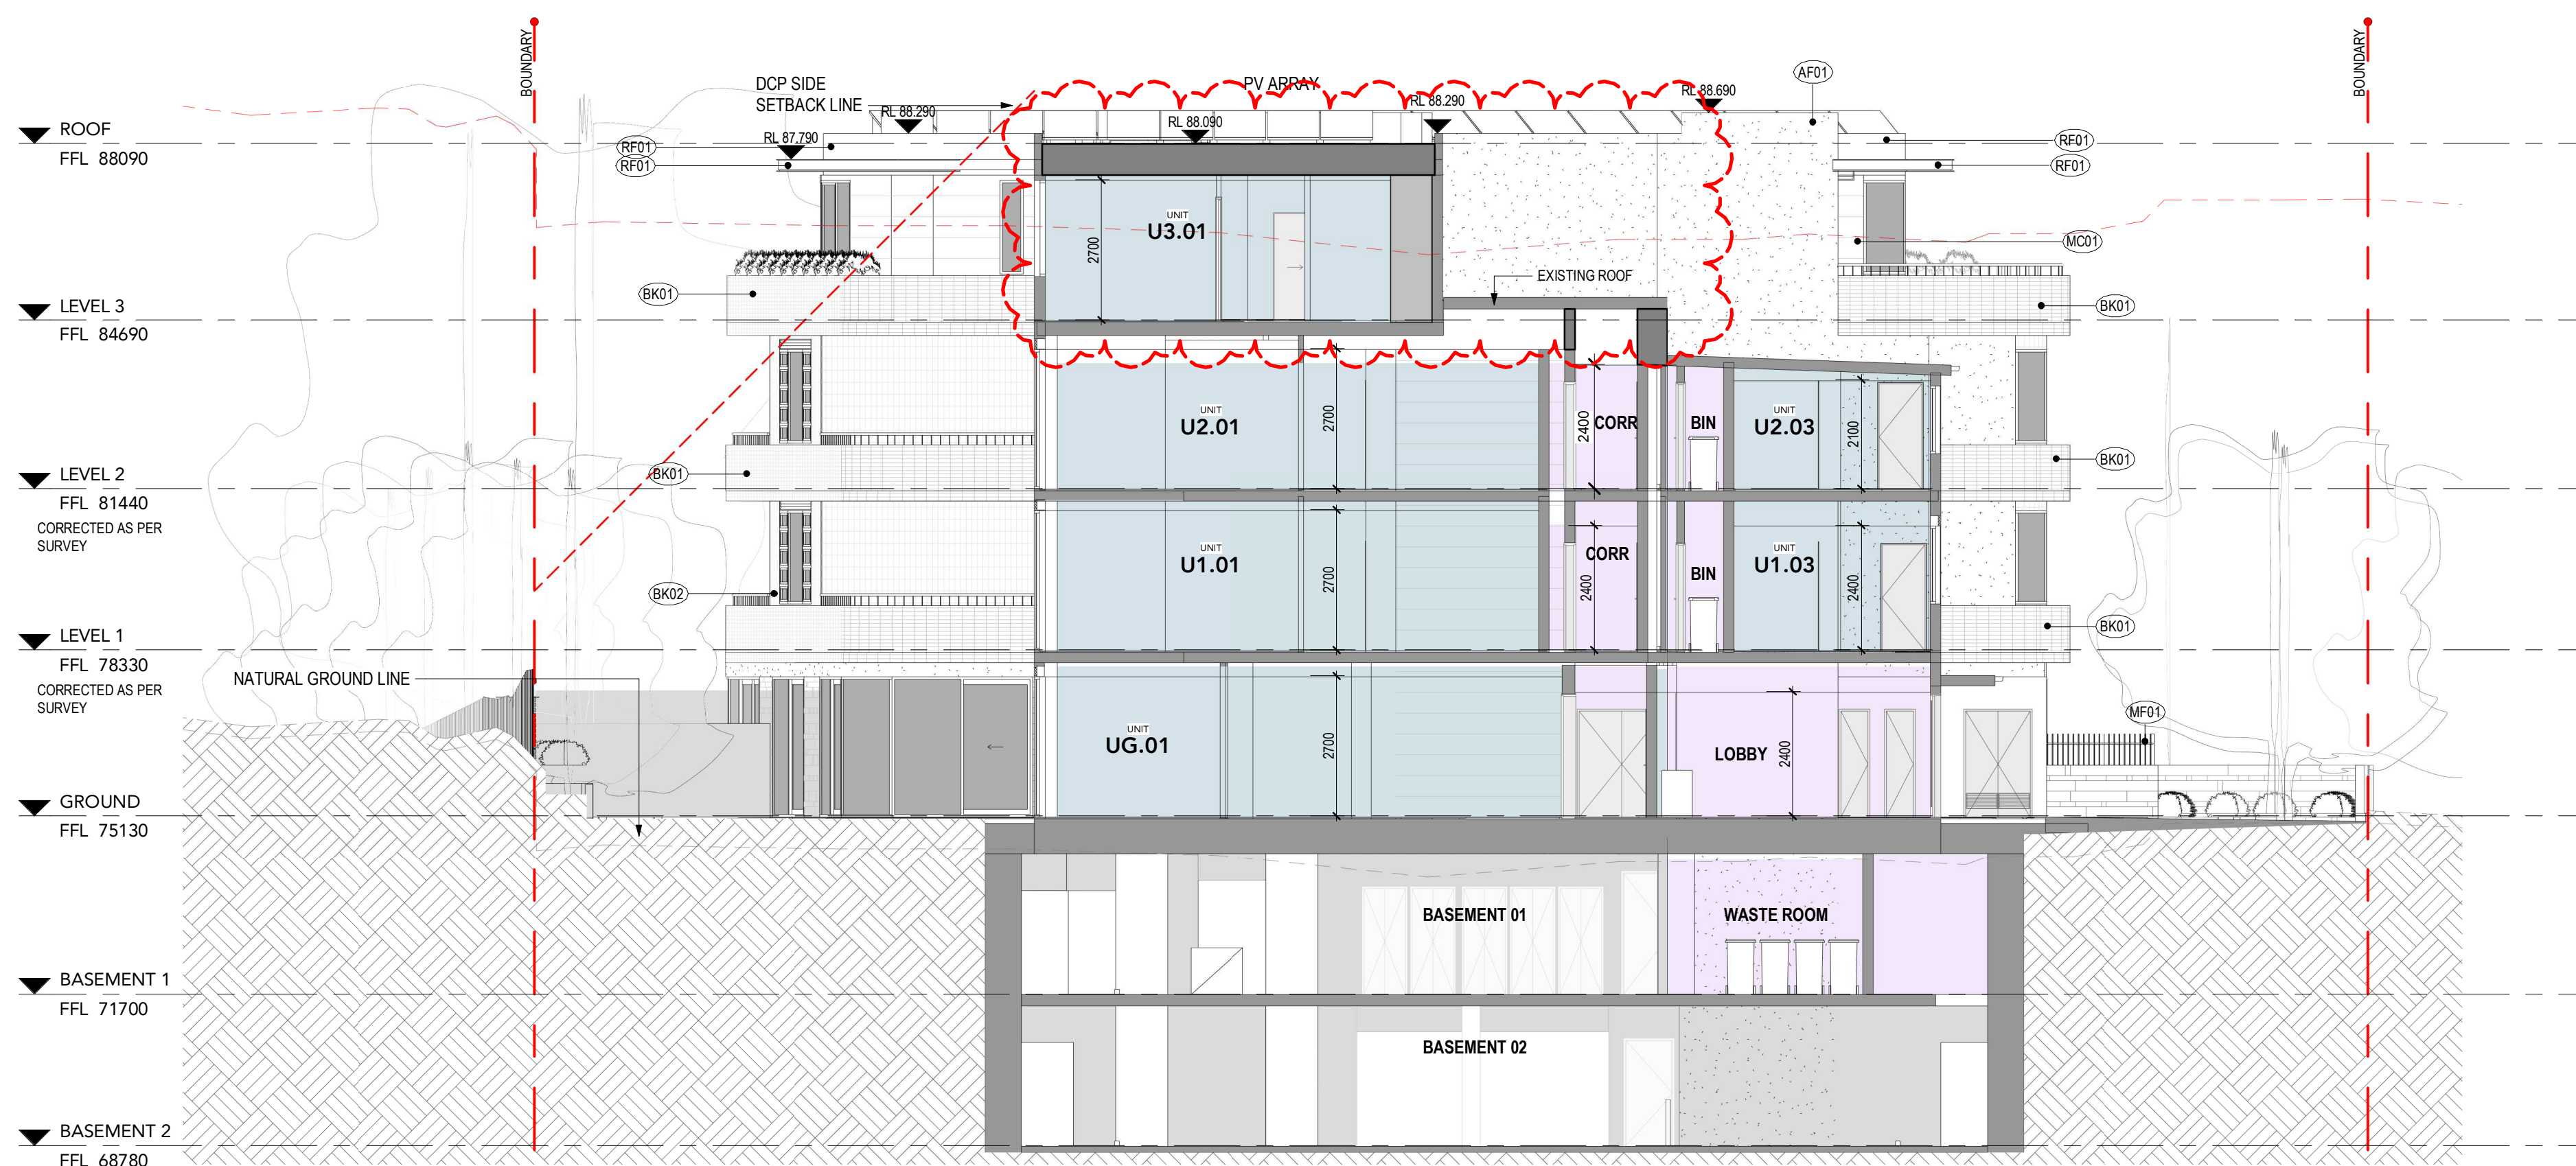 BOUNDARY
BOUNDARY
DCP SIDE
SETBACK LINE
PV ARRAY
AF01
RL 88.290
RL 88.090
RL 88.290
RL 88.690
RL 87.790
ROOF
FFL 88090
RF01
RF01
RF01
RF01
UNIT
U3.01
2700
MC01
EXISTING ROOF
BK01
BK01
LEVEL 3
FFL 84690
UNIT
U2.01
2700
2400
CORR
BIN
UNIT
U2.03
2100
BK01
BK01
LEVEL 2
FFL 81440
CORRECTED AS PER
SURVEY
UNIT
U1.01
2700
CORR
2400
BIN
UNIT
U1.03
2400
BK02
BK01
LEVEL 1
FFL 78330
CORRECTED AS PER
SURVEY
NATURAL GROUND LINE
UNIT
UG.01
2700
LOBBY
2400
MF01
GROUND
FFL 75130
BASEMENT 01
WASTE ROOM
BASEMENT 1
FFL 71700
BASEMENT 02
BASEMENT 2
FFL 68780